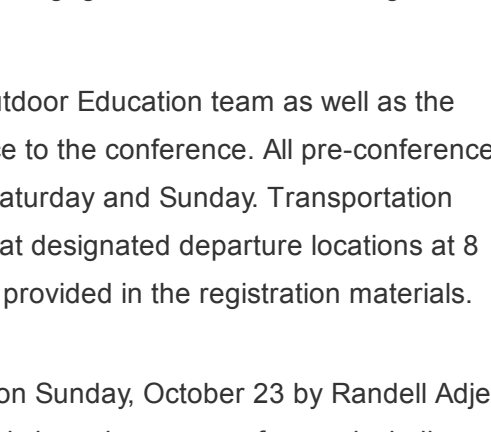 tdoor Education team as well as the
e to the conference. All pre-conference
aturday and Sunday. Transportation
at designated departure locations at 8
provided in the registration materials.
on Sunday, October 23 by Randell Adje